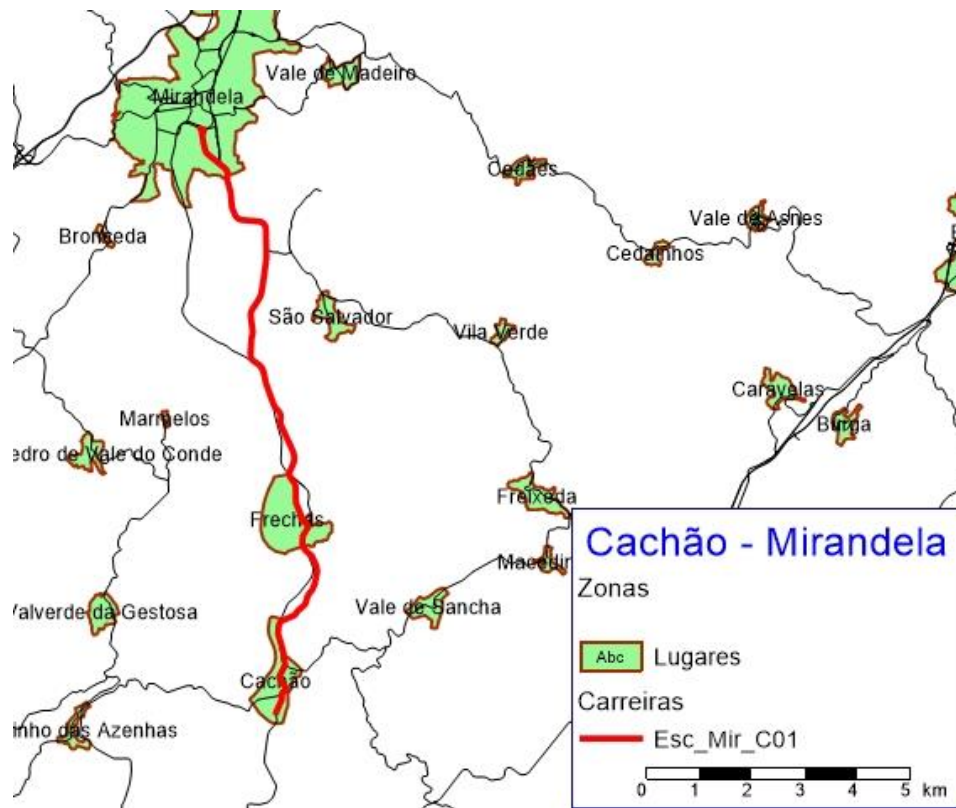 Vale de Madeiro
Mirandela
Cedães
Vale de Asnes
Bronceda
Cedainhos
São Salvador
Vila Verde
Caravelas
Marmelos
Burga
edro de Vale do Conde
Freixeda
Frechas
Macedin
Vale de Sancha
Valverde da Gestosa
Cachão
inho das Azenhas
Cachão - Mirandela
Zonas
Abc Lugares
Carreiras
Esc_Mir_C01
0 1 2 3 4 5 km